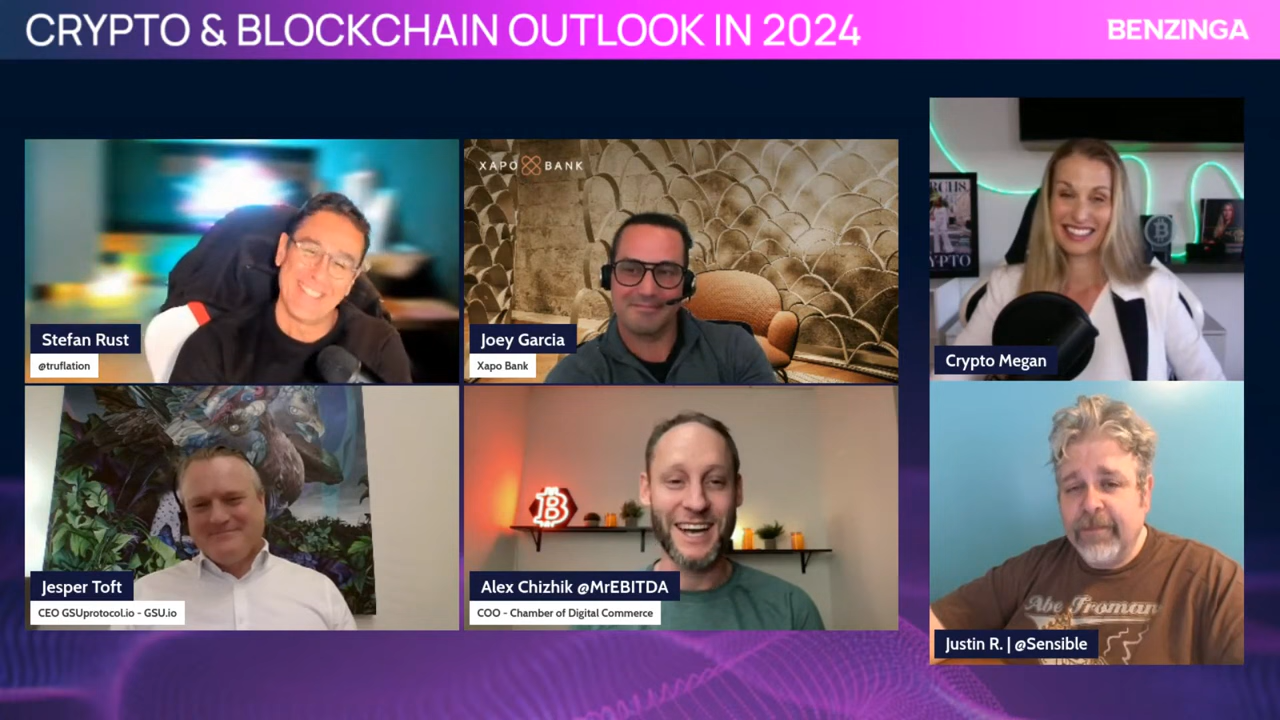 CRYPTO & BLOCKCHAIN OUTLOOK IN 2024
BENZINGA
XAPO BANK
Stefan Rust
@truflation
Joey Garcia
Xapo Bank
CRYPTO
Crypto Megan
Jesper Toft
CEO GSUprotocol.io - GSU.io
Alex Chizhik @MrEBITDA
COO - Chamber of Digital Commerce
Abe Froman
Justin R. | @Sensible